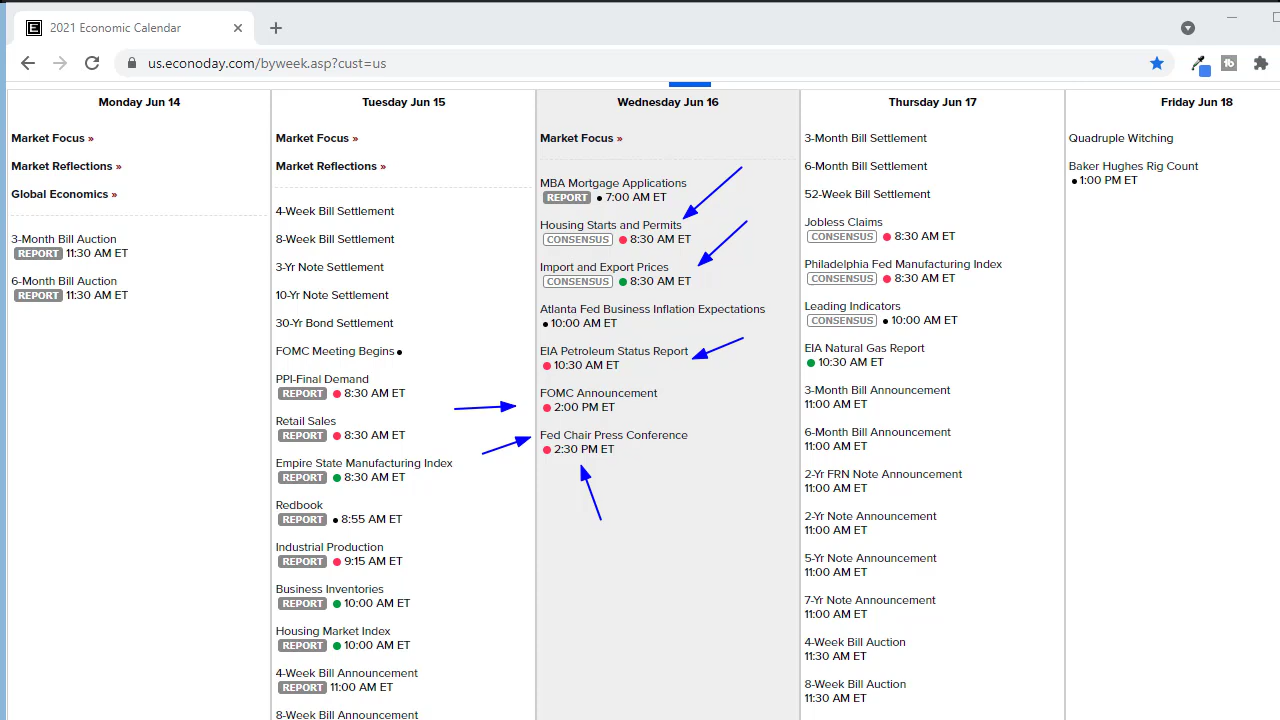 2021 Economic Calendar
us.econoday.com/byweek.asp?cust=us
Monday Jun 14
Market Focus »
Market Reflections »
Global Economics »
3-Month Bill Auction
REPORT 11:30 AM ET
6-Month Bill Auction
REPORT 11:30 AM ET
Tuesday Jun 15
Market Focus »
Market Reflections »
4-Week Bill Settlement
8-Week Bill Settlement
3-Yr Note Settlement
10-Yr Note Settlement
30-Yr Bond Settlement
FOMC Meeting Begins
PPI-Final Demand
REPORT 8:30 AM ET
Retail Sales
REPORT 8:30 AM ET
Empire State Manufacturing Index
REPORT 8:30 AM ET
Redbook
REPORT 8:55 AM ET
Industrial Production
REPORT 9:15 AM ET
Business Inventories
REPORT 10:00 AM ET
Housing Market Index
REPORT 10:00 AM ET
4-Week Bill Announcement
REPORT 11:00 AM ET
8-Week Bill Announcement
Wednesday Jun 16
Market Focus »
MBA Mortgage Applications
REPORT 7:00 AM ET
Housing Starts and Permits
CONSENSUS 8:30 AM ET
Import and Export Prices
CONSENSUS 8:30 AM ET
Atlanta Fed Business Inflation Expectations
10:00 AM ET
EIA Petroleum Status Report
10:30 AM ET
FOMC Announcement
2:00 PM ET
Fed Chair Press Conference
2:30 PM ET
Thursday Jun 17
3-Month Bill Settlement
6-Month Bill Settlement
52-Week Bill Settlement
Jobless Claims
CONSENSUS 8:30 AM ET
Philadelphia Fed Manufacturing Index
CONSENSUS 8:30 AM ET
Leading Indicators
CONSENSUS 10:00 AM ET
EIA Natural Gas Report
10:30 AM ET
3-Month Bill Announcement
11:00 AM ET
6-Month Bill Announcement
11:00 AM ET
2-Yr FRN Note Announcement
11:00 AM ET
2-Yr Note Announcement
11:00 AM ET
5-Yr Note Announcement
11:00 AM ET
7-Yr Note Announcement
11:00 AM ET
4-Week Bill Auction
11:30 AM ET
8-Week Bill Auction
11:30 AM ET
Friday Jun 18
Quadruple Witching
Baker Hughes Rig Count
1:00 PM ET